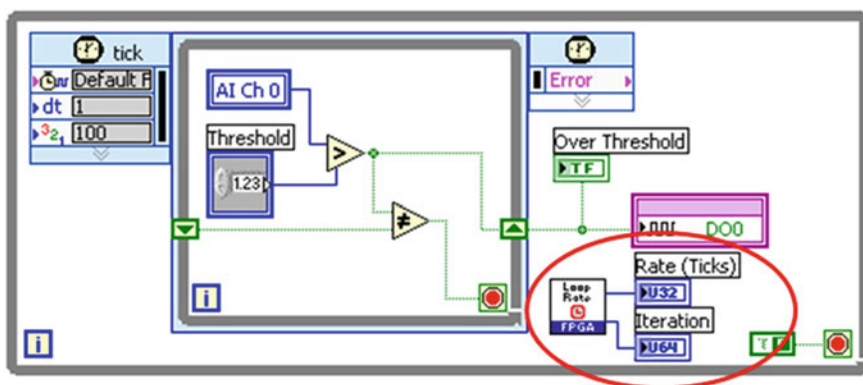 tick
Default F
dt 1
321 100
AI Ch 0
Threshold
1.23
Error
Over Threshold
TF
DO0
Loop
Rate
FPGA
Rate (Ticks)
U32
Iteration
U64
i
i